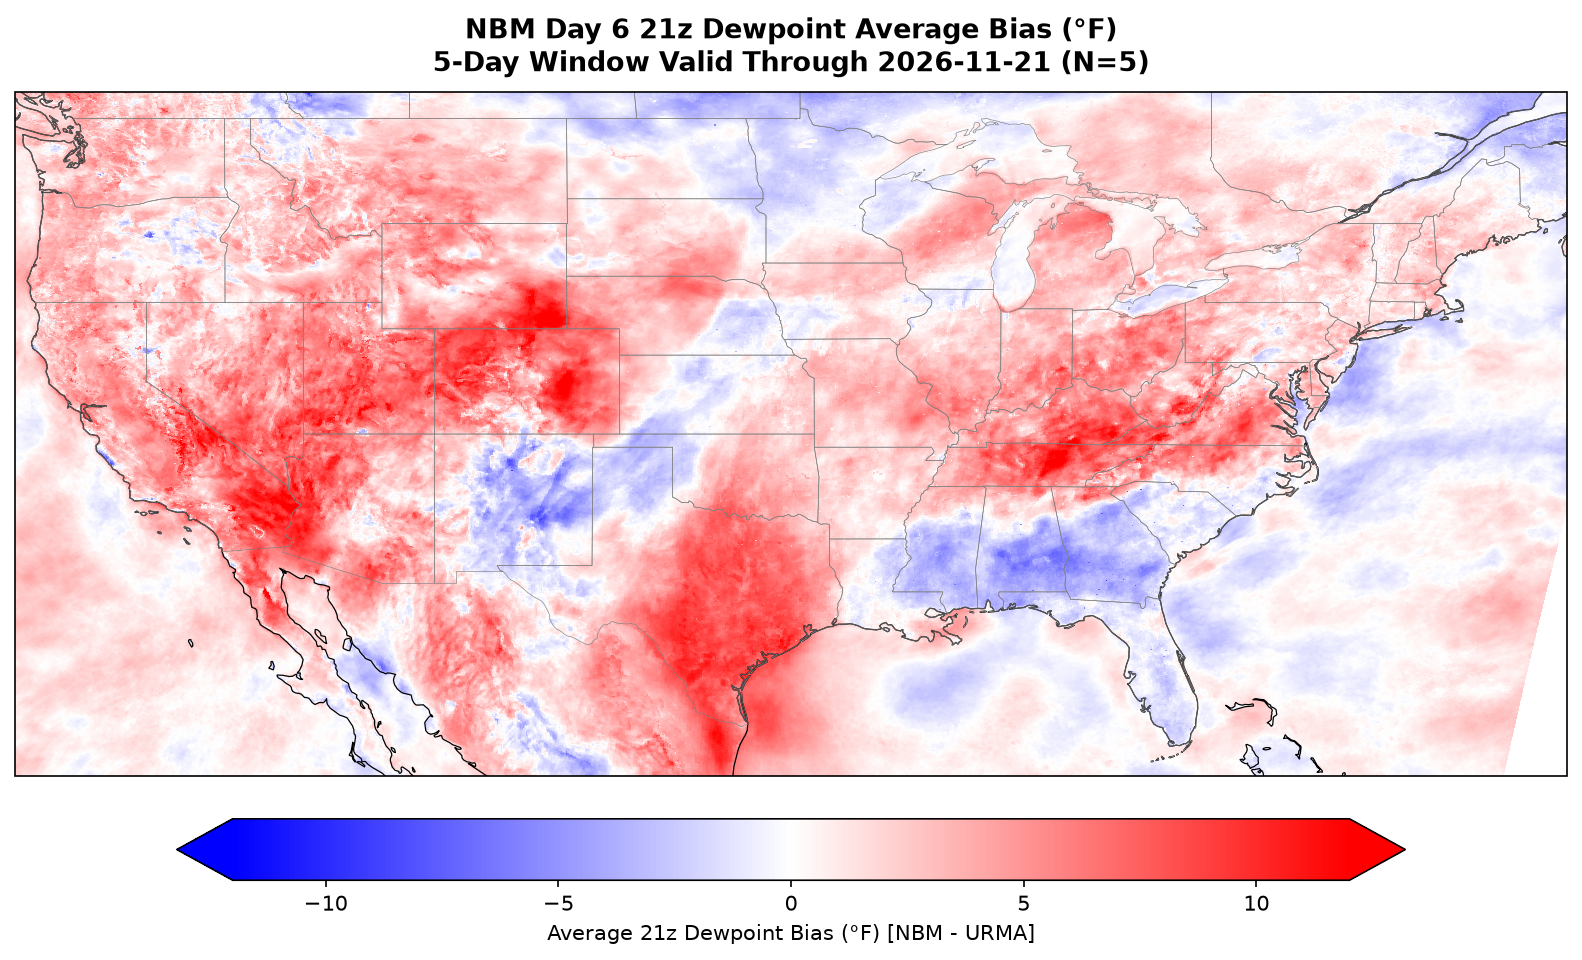 NBM Day 6 21z Dewpoint Average Bias (°F)
5-Day Window Valid Through 2026-11-21 (N=5)
−10 −5 0 5 10
Average 21z Dewpoint Bias (°F) [NBM - URMA]